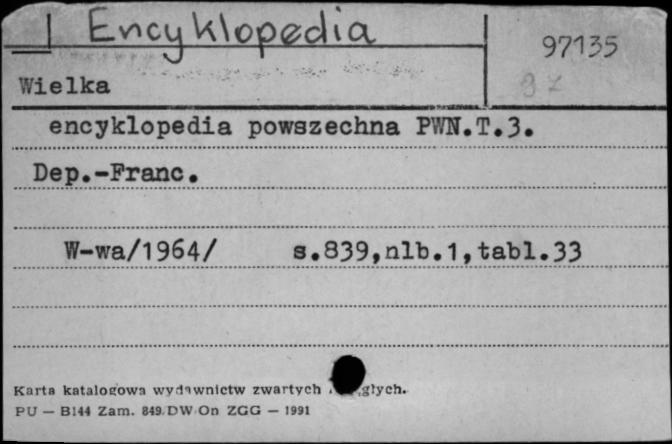 Encyklopedia
97135
Wielka
encyklopedia powszechna PWN.T.3.
Dep.-Franc.
W-wa/1964/ s.839,nlb.1,tabl.33
Karta katalogowa wydawnictw zwartych
PU — B144 Zam. 849/DW/On ZGG — 1991